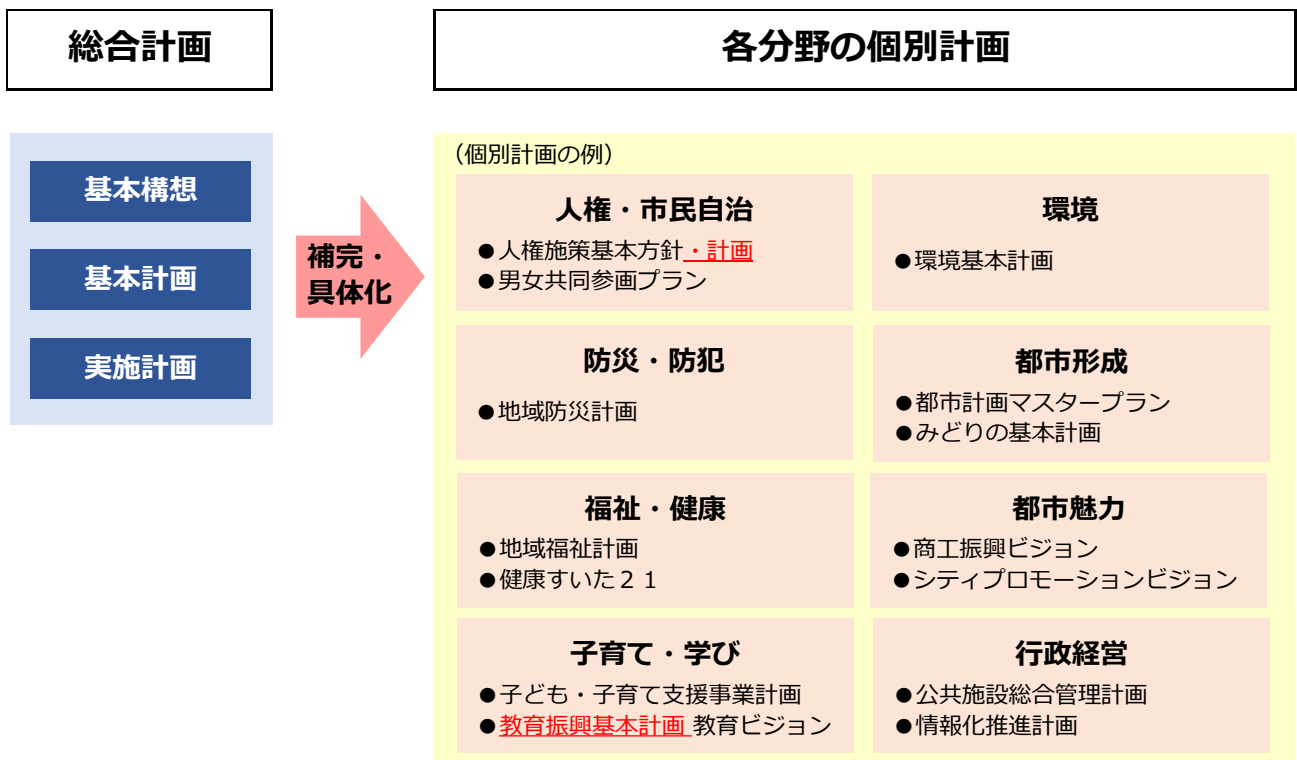 総合計画
各分野の個別計画
基本構想
基本計画
実施計画
補完・
具体化
（個別計画の例）
人権・市民自治
●人権施策基本方針・計画
●男女共同参画プラン
環境
●環境基本計画
防災・防犯
●地域防災計画
都市形成
●都市計画マスタープラン
●みどりの基本計画
福祉・健康
●地域福祉計画
●健康すいた２１
都市魅力
●商工振興ビジョン
●シティプロモーションビジョン
子育て・学び
●子ども・子育て支援事業計画
●教育振興基本計画 教育ビジョン
行政経営
●公共施設総合管理計画
●情報化推進計画